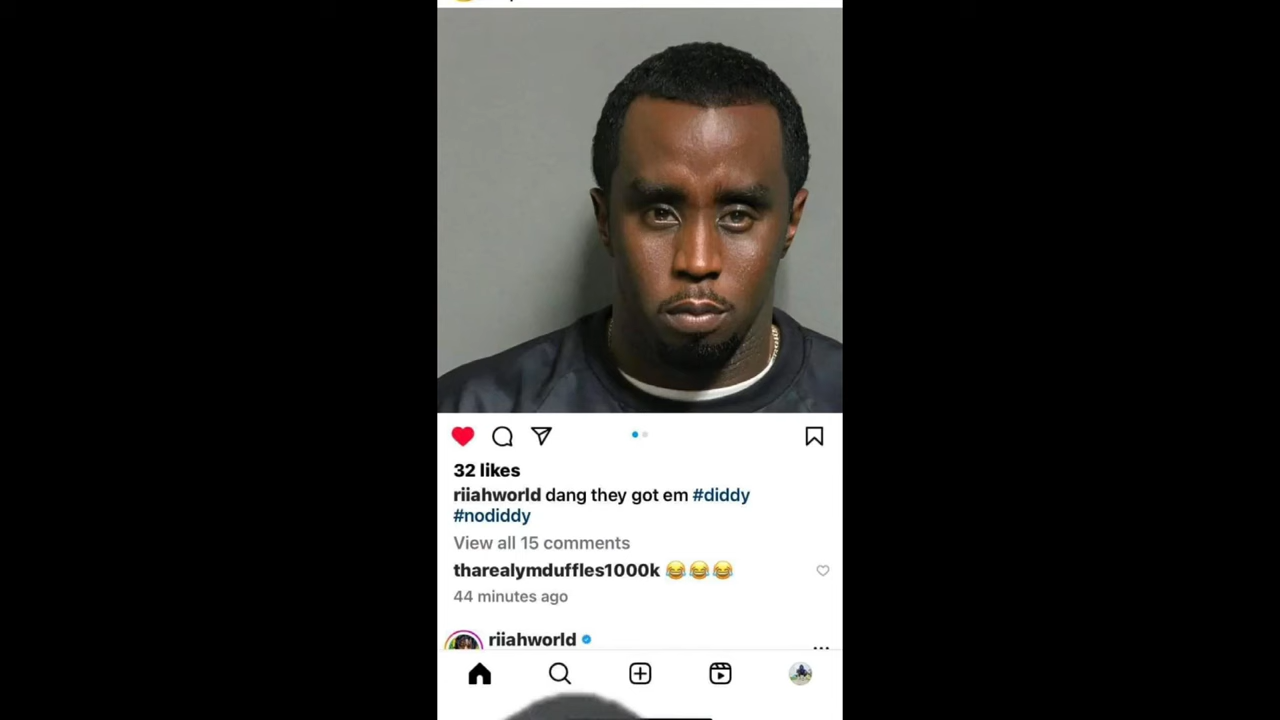 32 likes
riiahworld dang they got em #diddy
#nodiddy
View all 15 comments
tharealymduffles1000k 😂😂😂
44 minutes ago
riiahworld